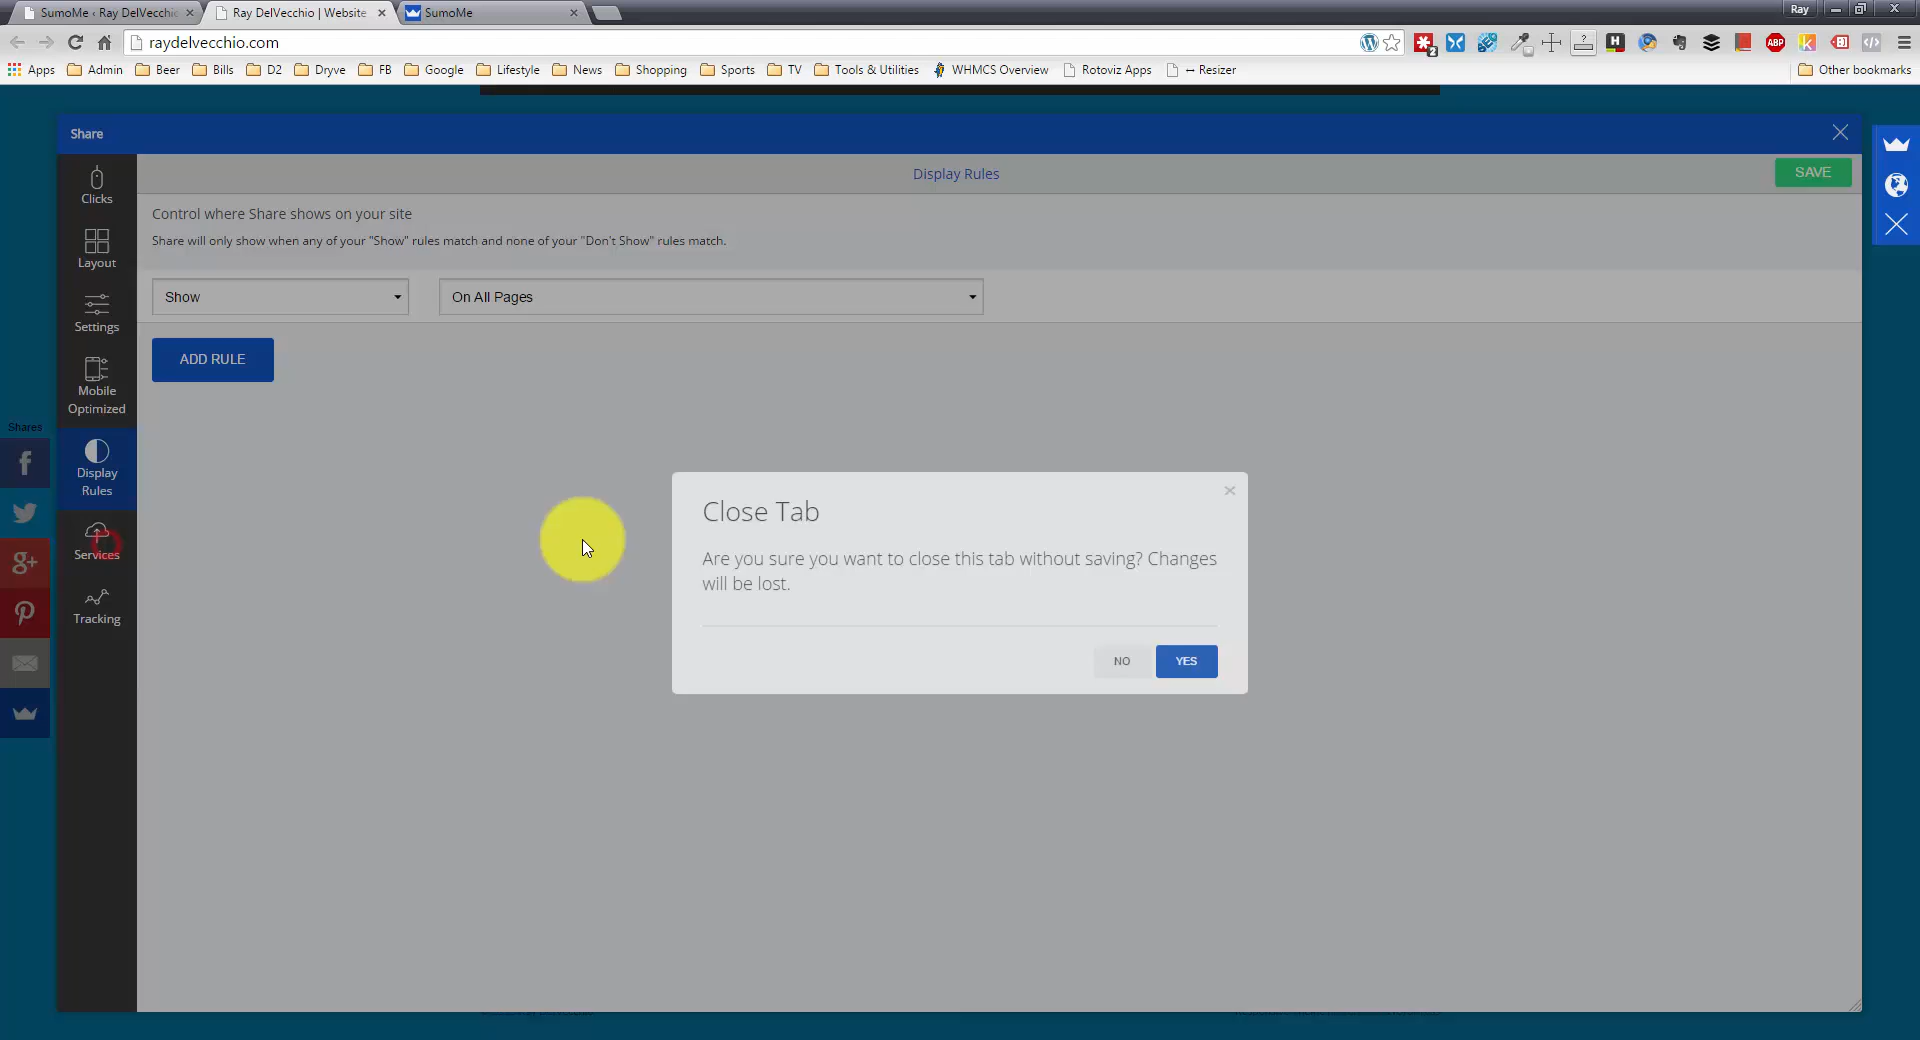 SumoMe ‹ Ray DelVecchio
Ray DelVecchio | Website
SumoMe
Ray
raydelvecchio.com
2
H
?
ABP
k
Apps
Admin
Beer
Bills
D2
Dryve
FB
Google
Lifestyle
News
Shopping
Sports
TV
Tools & Utilities
WHMCS Overview
Rotoviz Apps
↔ Resizer
Other bookmarks
Share
Clicks
Layout
Settings
Mobile
Optimized
Display
Rules
Services
Tracking
Display Rules
SAVE
Control where Share shows on your site
Share will only show when any of your "Show" rules match and none of your "Don't Show" rules match.
Show
On All Pages
ADD RULE
Shares
f
g+
Close Tab
Are you sure you want to close this tab without saving? Changes
will be lost.
NO
YES